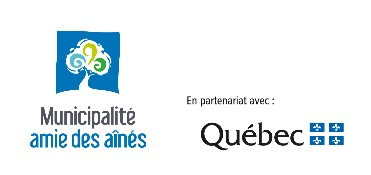 Municipalité
amie des aînés
En partenariat avec :
Québec